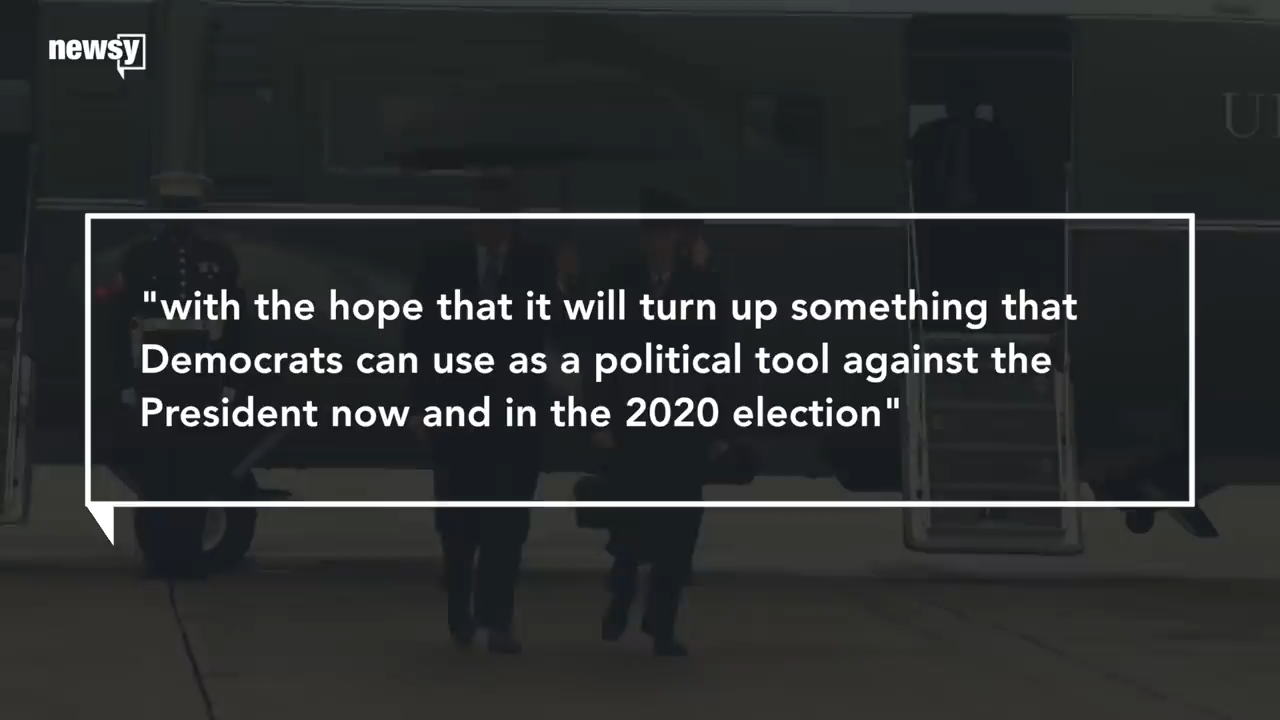 newsy
"with the hope that it will turn up something that
Democrats can use as a political tool against the
President now and in the 2020 election"